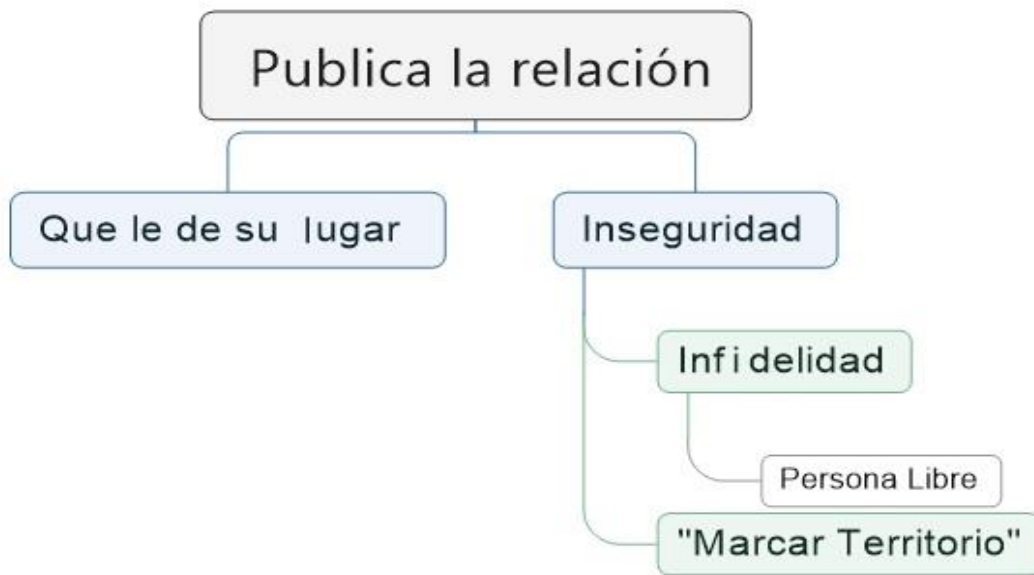 Publica la relación
Que le de su lugar
Inseguridad
Infidelidad
Persona Libre
"Marcar Territorio"